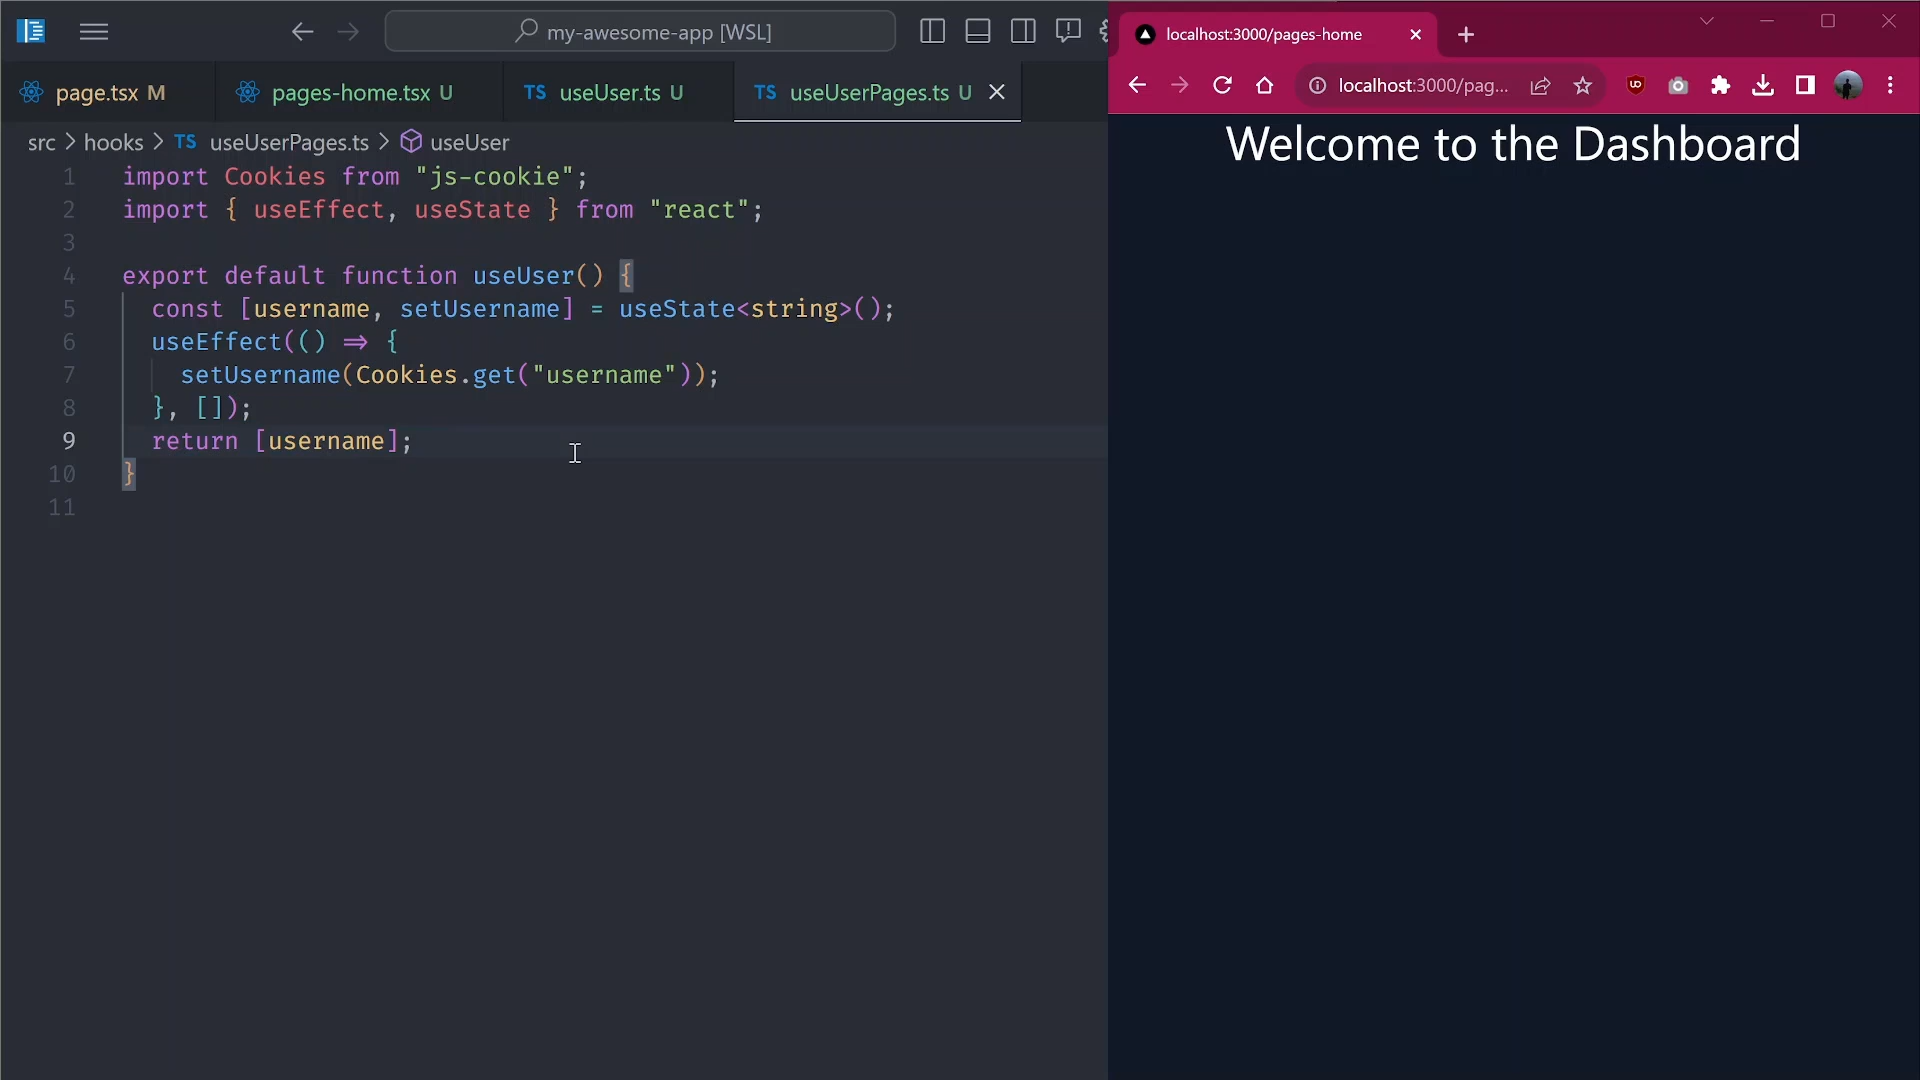 my-awesome-app [WSL]
page.tsx M
pages-home.tsx U
TS useUser.ts U
TS useUserPages.ts U
src > hooks > TS useUserPages.ts > useUser
1 import Cookies from "js-cookie";
2 import { useEffect, useState } from "react";
3
4 export default function useUser() {
5 const [username, setUsername] = useState<string>();
6 useEffect(() => {
7 setUsername(Cookies.get("username"));
8 }, []);
9 return [username];
10 }
11
localhost:3000/pages-home
localhost:3000/pag...
Welcome to the Dashboard